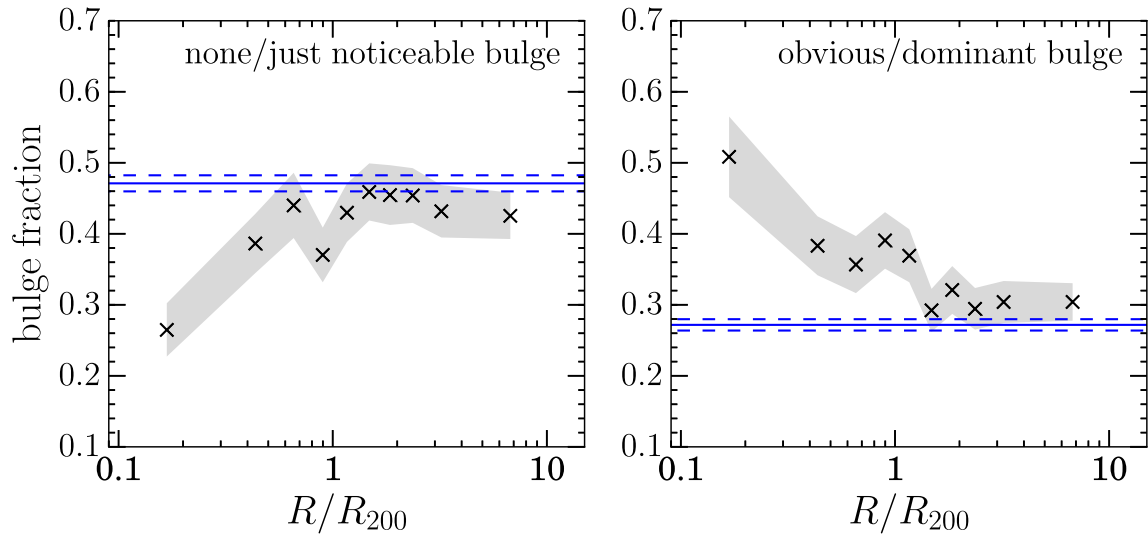 none/just noticeable bulge
bulge fraction
0.7
0.6
0.5
0.4
0.3
0.2
0.1
0.1 1 10
R/R200
obvious/dominant bulge
0.7
0.6
0.5
0.4
0.3
0.2
0.1
0.1 1 10
R/R200